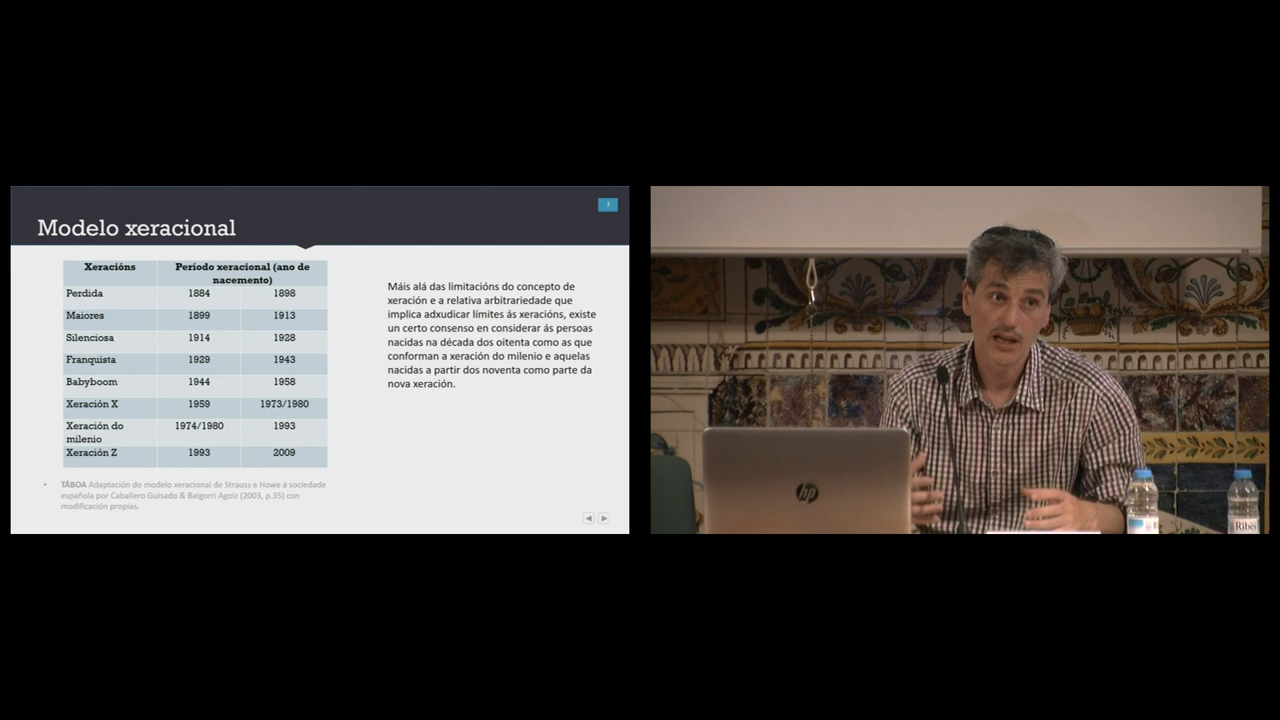 7
Modelo xeracional
Xeracións Período xeracional (ano de
nacemento)
Perdida 1884 1898
Maiores 1899 1913
Silenciosa 1914 1928
Franquista 1929 1943
Babyboom 1944 1958
Xeración X 1959 1973/1980
Xeración do
milenio 1974/1980 1993
Xeración Z 1993 2009
• TÁBOA Adaptación do modelo xeracional de Strauss e Howe á sociedade
española por Caballero Guisado & Baigorri Agoiz (2003, p.35) con
modificación propias.
Máis alá das limitacións do concepto de
xeración e a relativa arbitrariedade que
implica adxudicar límites ás xeracións, existe
un certo consenso en considerar ás persoas
nacidas na década dos oitenta como as que
conforman a xeración do milenio e aquelas
nacidas a partir dos noventa como parte da
nova xeración.
hp